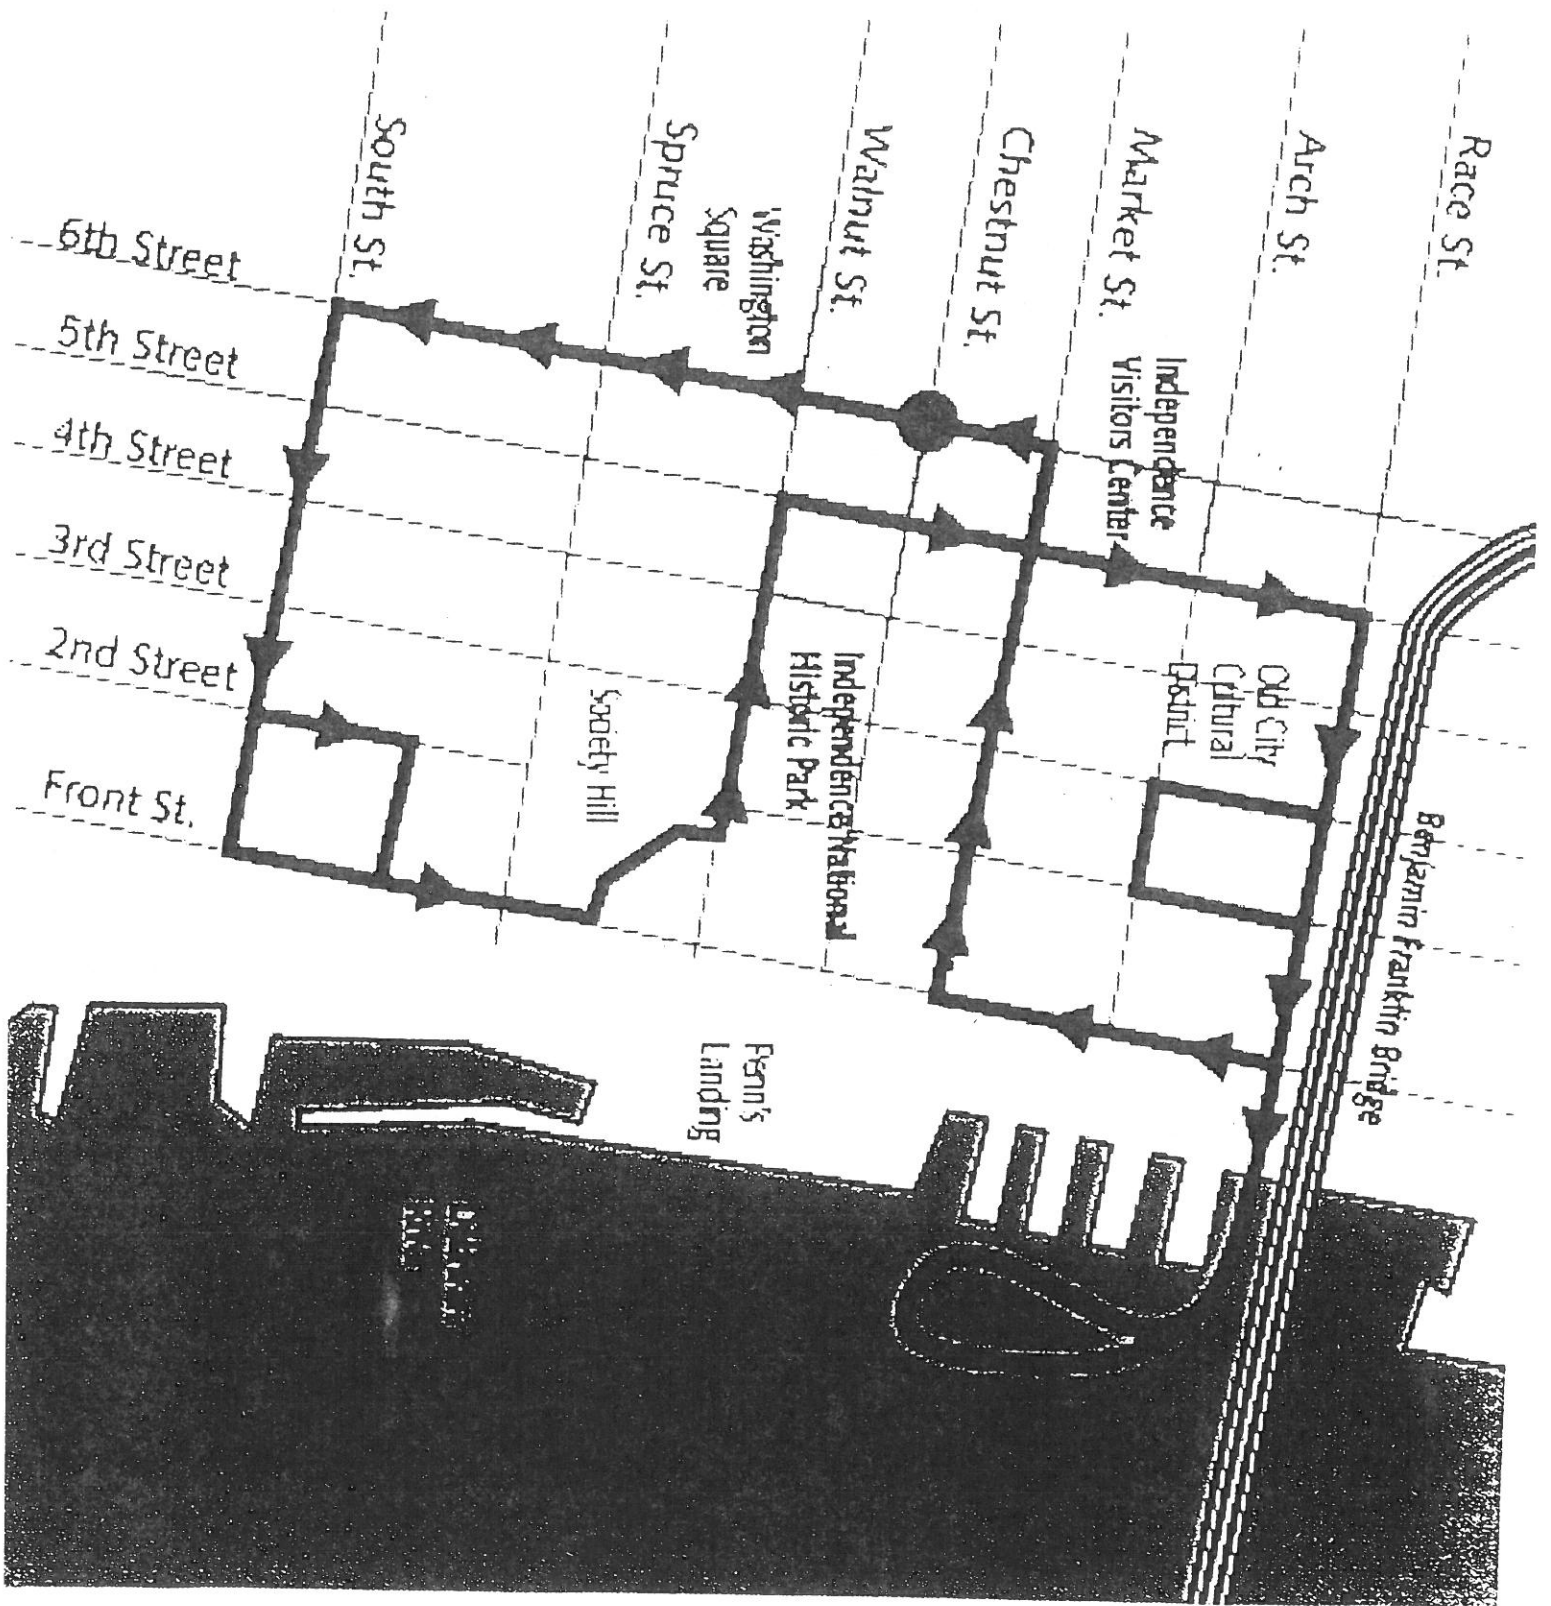 Race St.
Arch St.
Market St.
Chestnut St.
Walnut St.
Spruce St.
South St.
6th Street
5th Street
4th Street
3rd Street
2nd Street
Front St.
Washington
Square
Independence
Visitors Center
Old City
Cultural
District
Independence National
Historic Park
Society Hill
Penn's
Landing
Benjamin Franklin Bridge